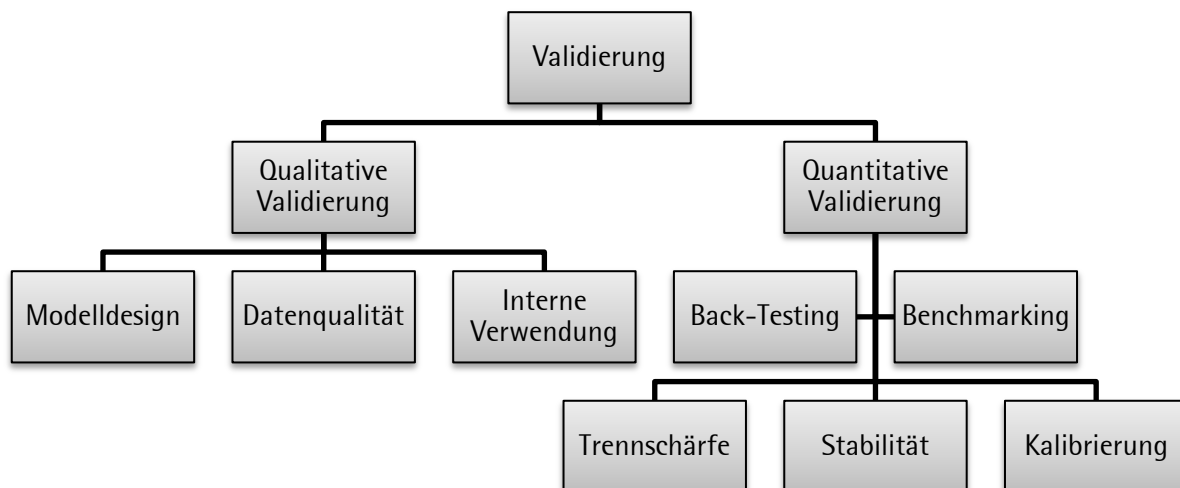 Validierung
Qualitative
Validierung
Quantitative
Validierung
Modelldesign
Datenqualität
Interne
Verwendung
Back-Testing
Benchmarking
Trennschärfe
Stabilität
Kalibrierung